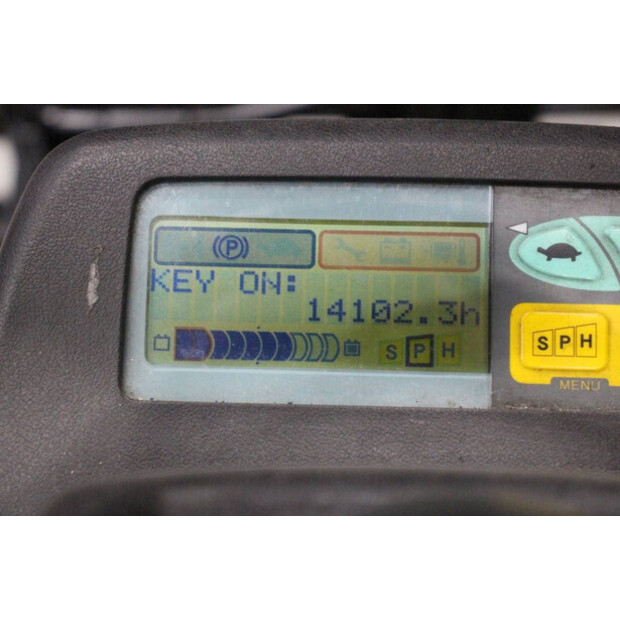 (P)
KEY ON:
14102.3h
S P H
S P H
MENU